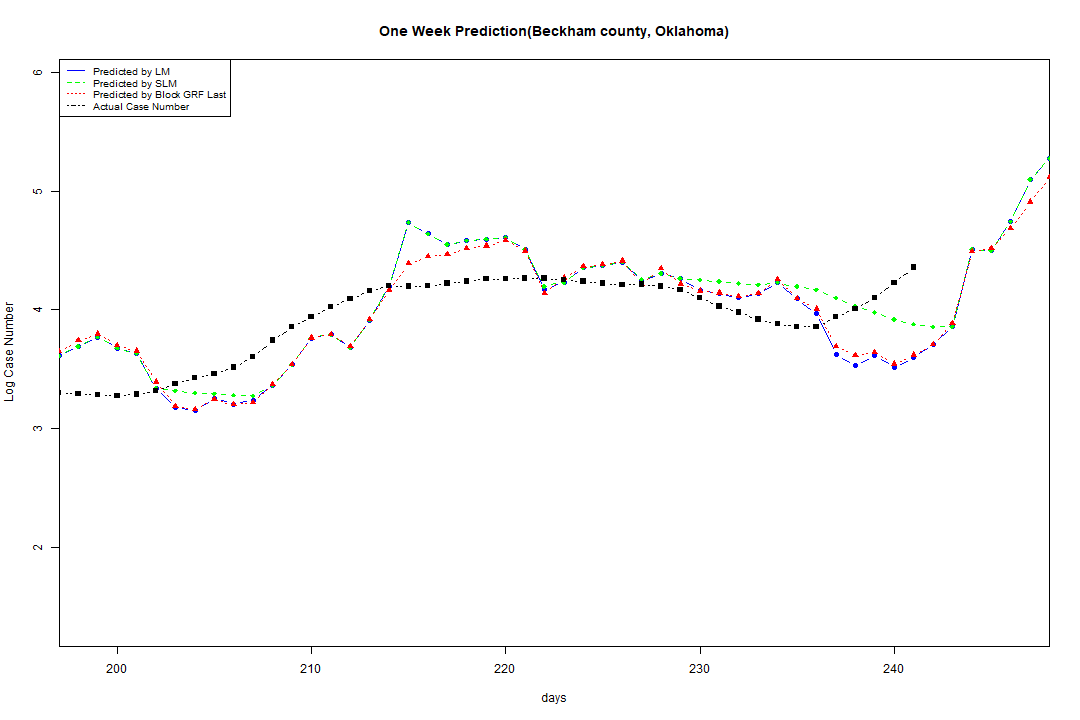 One Week Prediction(Beckham county, Oklahoma)
Predicted by LM
Predicted by SLM
Predicted by Block GRF Last
Actual Case Number
6
5
4
3
2
Log Case Number
200 210 220 230 240
days